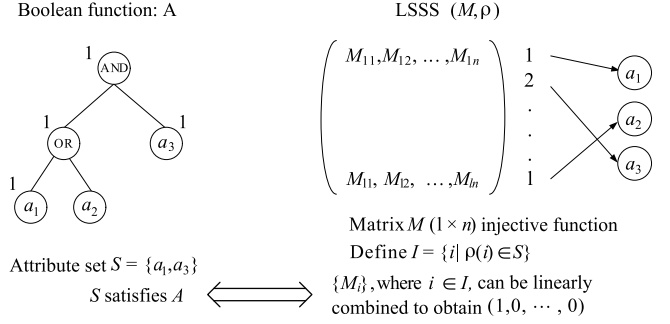 Boolean function: A
LSSS (M,ρ)
1
AND
1
OR
1
a3
1
a1
a2
M11,M12, …,M1n
Ml1, Ml2, …,Mln
1
2
.
.
.
1
a1
a2
a3
Matrix M (1 × n) injective function
Define I = {i| ρ(i) ∈S}
Attribute set S = {a1,a3}
S satisfies A
{Mi}, where i ∈ I, can be linearly
combined to obtain (1,0, ⋯ , 0)